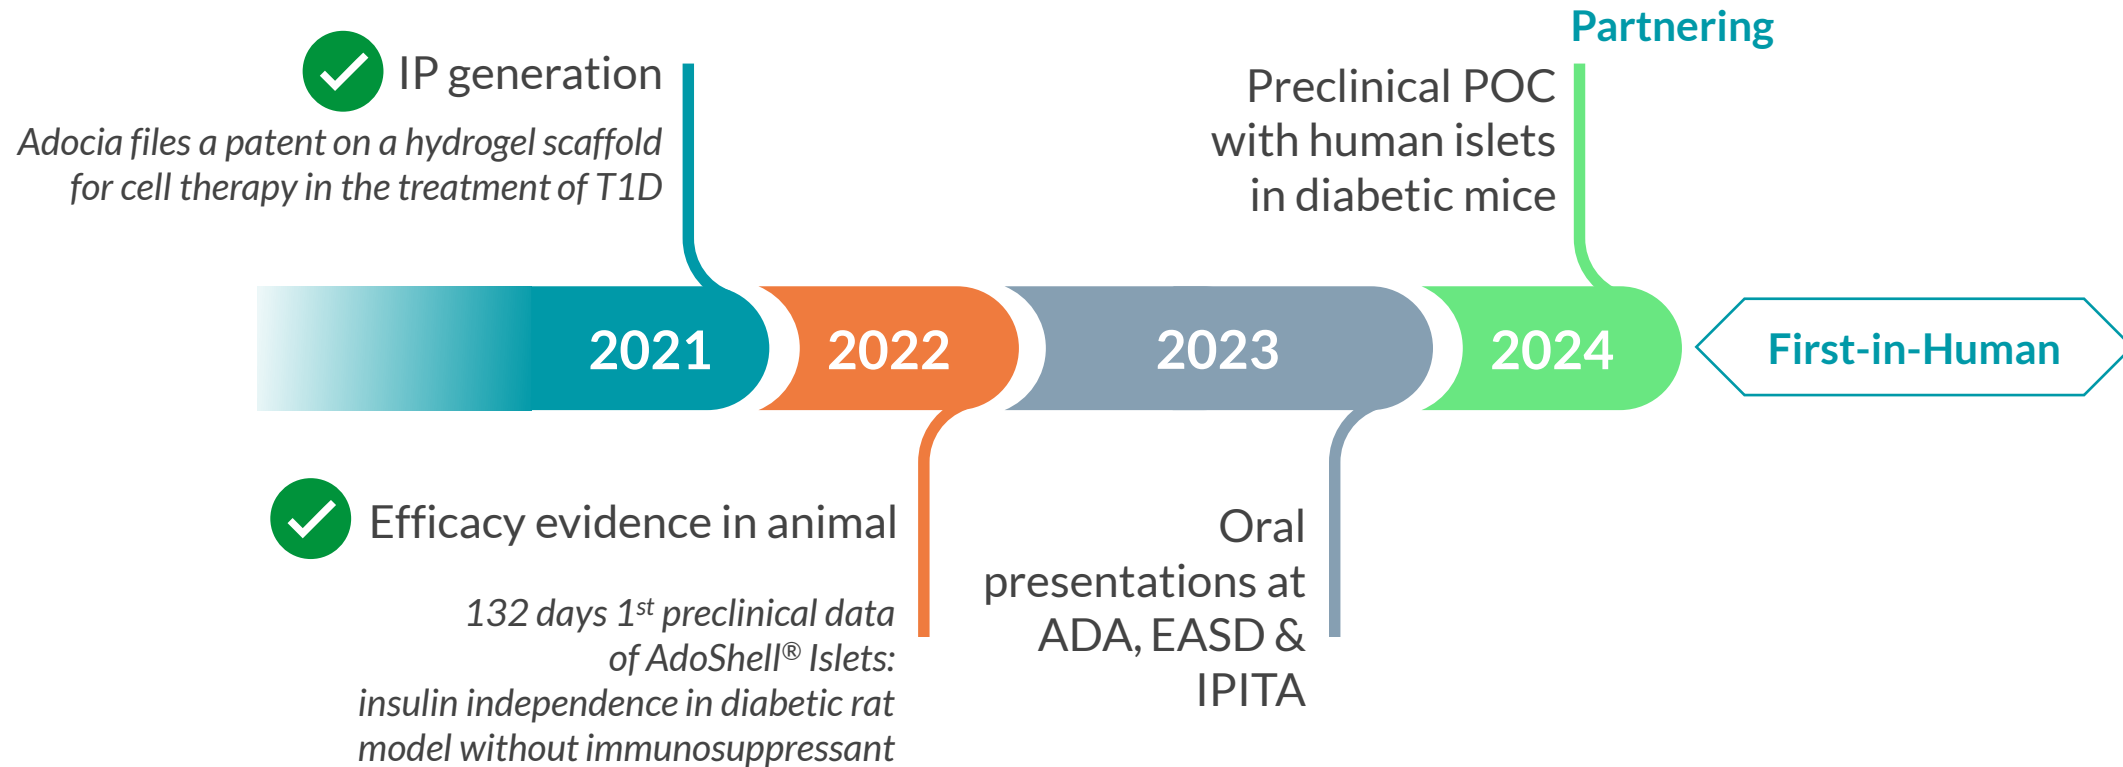 Partnering
IP generation
Adocia files a patent on a hydrogel scaffold
for cell therapy in the treatment of T1D
Preclinical POC
with human islets
in diabetic mice
2021
2022
2023
2024
First-in-Human
Efficacy evidence in animal
132 days 1st preclinical data
of AdoShell® Islets:
insulin independence in diabetic rat
model without immunosuppressant
Oral
presentations at
ADA, EASD &
IPITA